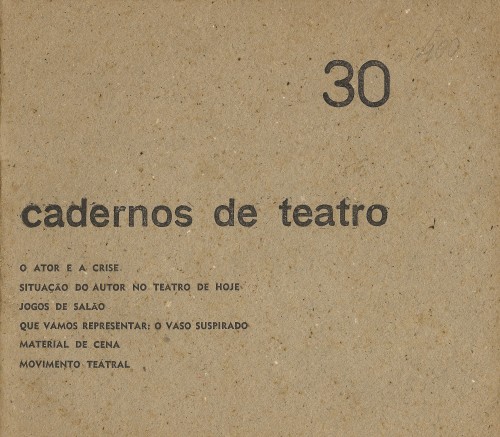 30
cadernos de teatro
O ATOR E A CRISE
SITUAÇÃO DO AUTOR NO TEATRO DE HOJE
JOGOS DE SALÃO
QUE VAMOS REPRESENTAR: O VASO SUSPIRADO
MATERIAL DE CENA
MOVIMENTO TEATRAL